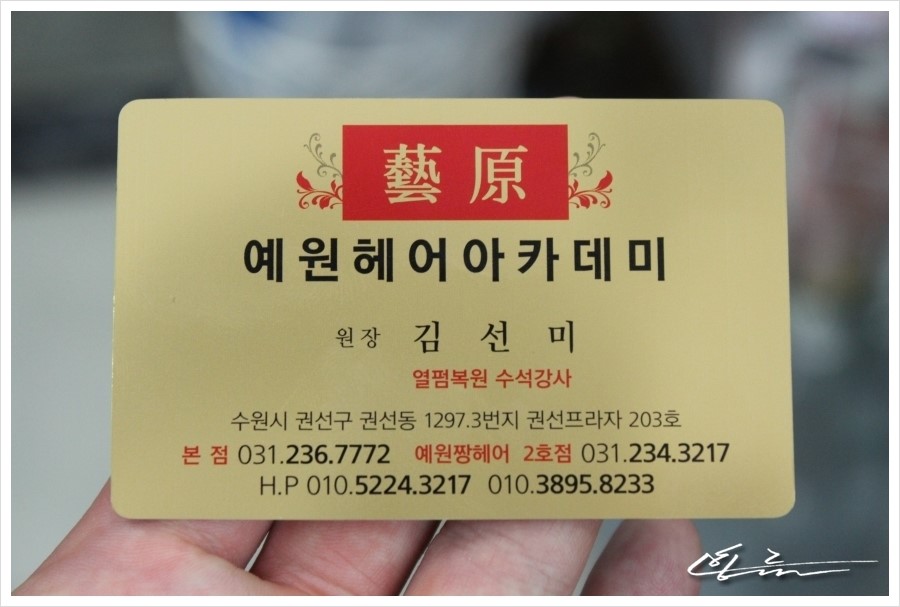 藝原
예원헤어아카데미
원장 김선미
열펌복원 수석강사
수원시 권선구 권선동 1297.3번지 권선프라자 203호
본 점 031.236.7772 예원짱헤어 2호점 031.234.3217
H.P 010.5224.3217 010.3895.8233